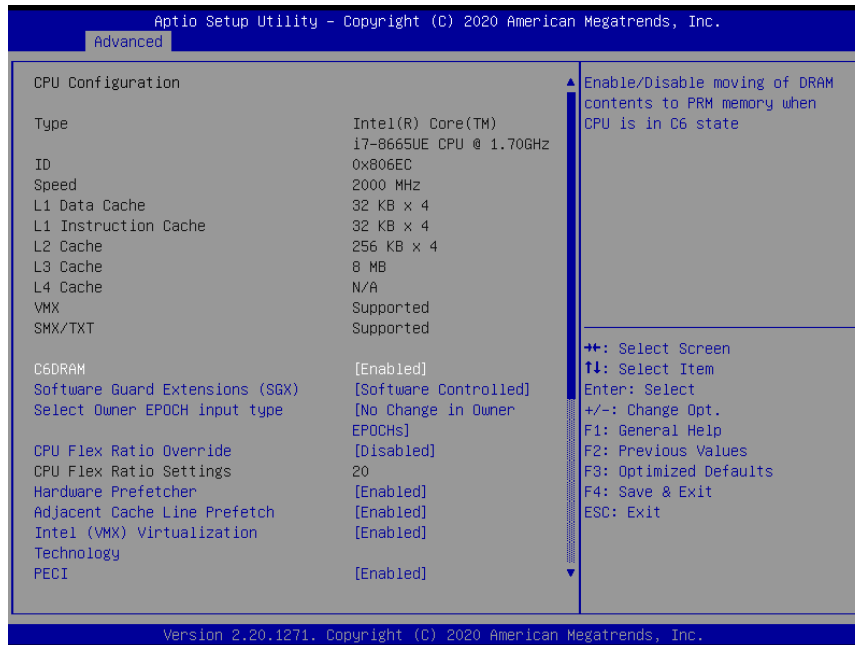 Aptio Setup Utility – Copyright (C) 2020 American Megatrends, Inc.
Advanced
CPU Configuration
Type Intel(R) Core(TM)
i7-8665UE CPU @ 1.70GHz
ID 0x806EC
Speed 2000 MHz
L1 Data Cache 32 KB x 4
L1 Instruction Cache 32 KB x 4
L2 Cache 256 KB x 4
L3 Cache 8 MB
L4 Cache N/A
VMX Supported
SMX/TXT Supported
C6DRAM [Enabled]
Software Guard Extensions (SGX) [Software Controlled]
Select Owner EPOCH input type [No Change in Owner
EPOCHs]
CPU Flex Ratio Override [Disabled]
CPU Flex Ratio Settings 20
Hardware Prefetcher [Enabled]
Adjacent Cache Line Prefetch [Enabled]
Intel (VMX) Virtualization [Enabled]
Technology
PECI [Enabled]
Enable/Disable moving of DRAM
contents to PRM memory when
CPU is in C6 state
→←: Select Screen
↑↓: Select Item
Enter: Select
+/-: Change Opt.
F1: General Help
F2: Previous Values
F3: Optimized Defaults
F4: Save & Exit
ESC: Exit
Version 2.20.1271. Copyright (C) 2020 American Megatrends, Inc.